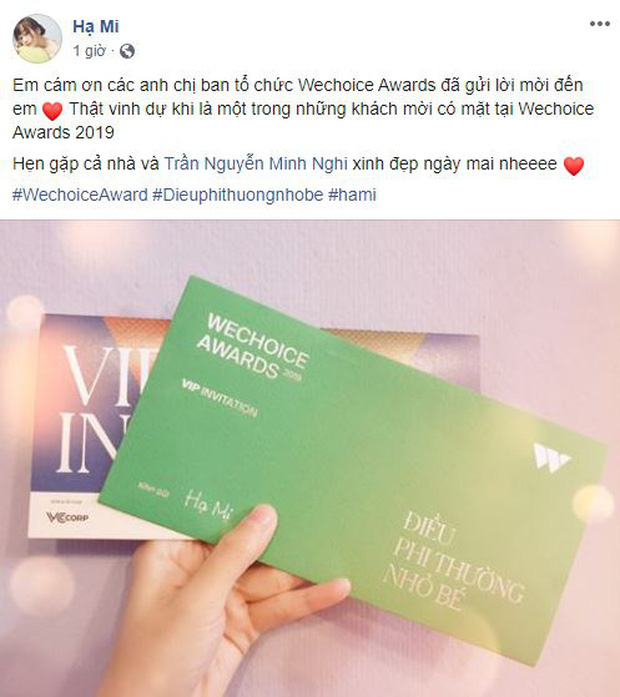 Hạ Mi
1 giờ ·
Em cám ơn các anh chị ban tổ chức Wechoice Awards đã gửi lời mời đến
em ❤ Thật vinh dự khi là một trong những khách mời có mặt tại Wechoice
Awards 2019
Hẹn gặp cả nhà và Trần Nguyễn Minh Nghi xinh đẹp ngày mai nheeee ❤
#WechoiceAward #Dieuphithuongnhobe #hami
WECHOICE
AWARDS 2019
VIP INVITATION
Kính gửi
Hạ Mi
ĐIỀU
PHI THƯỜNG
NHỎ BÉ
VI
IN
VCCORP